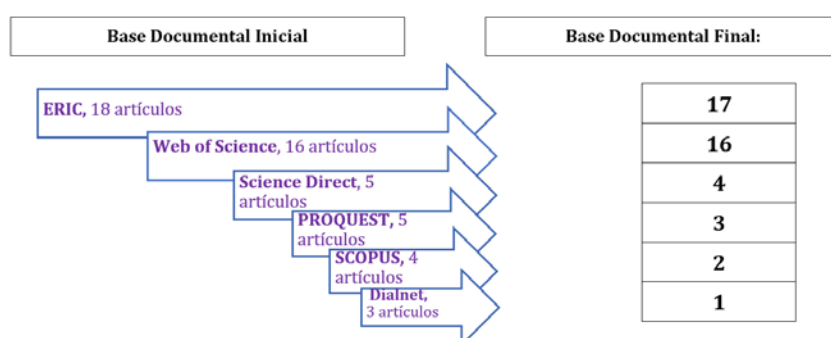 Base Documental Inicial
Base Documental Final:
ERIC, 18 artículos
17
Web of Science, 16 artículos
16
Science Direct, 5
artículos
4
PROQUEST, 5
artículos
3
SCOPUS, 4
artículos
2
Dialnet,
3 artículos
1